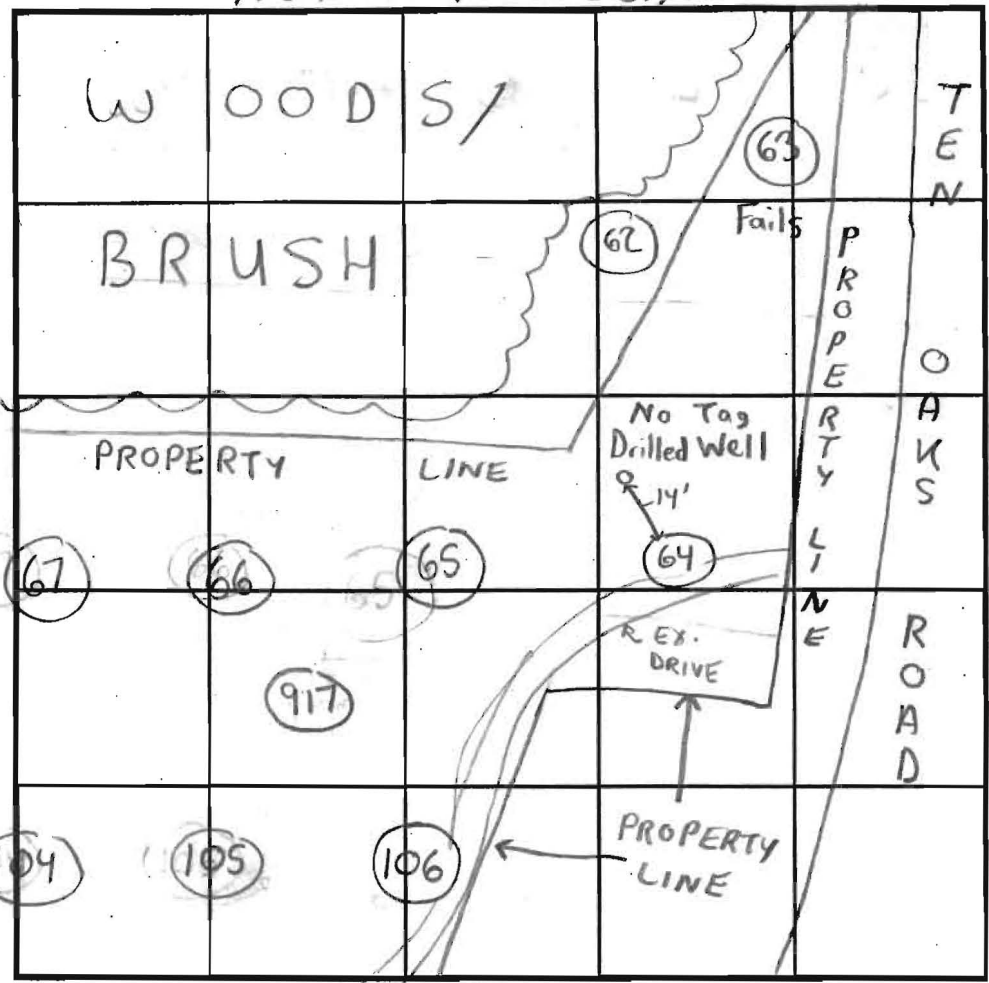 WOODS/
BRUSH
63
Fails
62
TEN OAKS ROAD
PROPERTY LINE
No Tag
Drilled Well
14'
64
PROPERTY LINE
67
66
65
EX.
DRIVE
917
PROPERTY
LINE
04
105
106